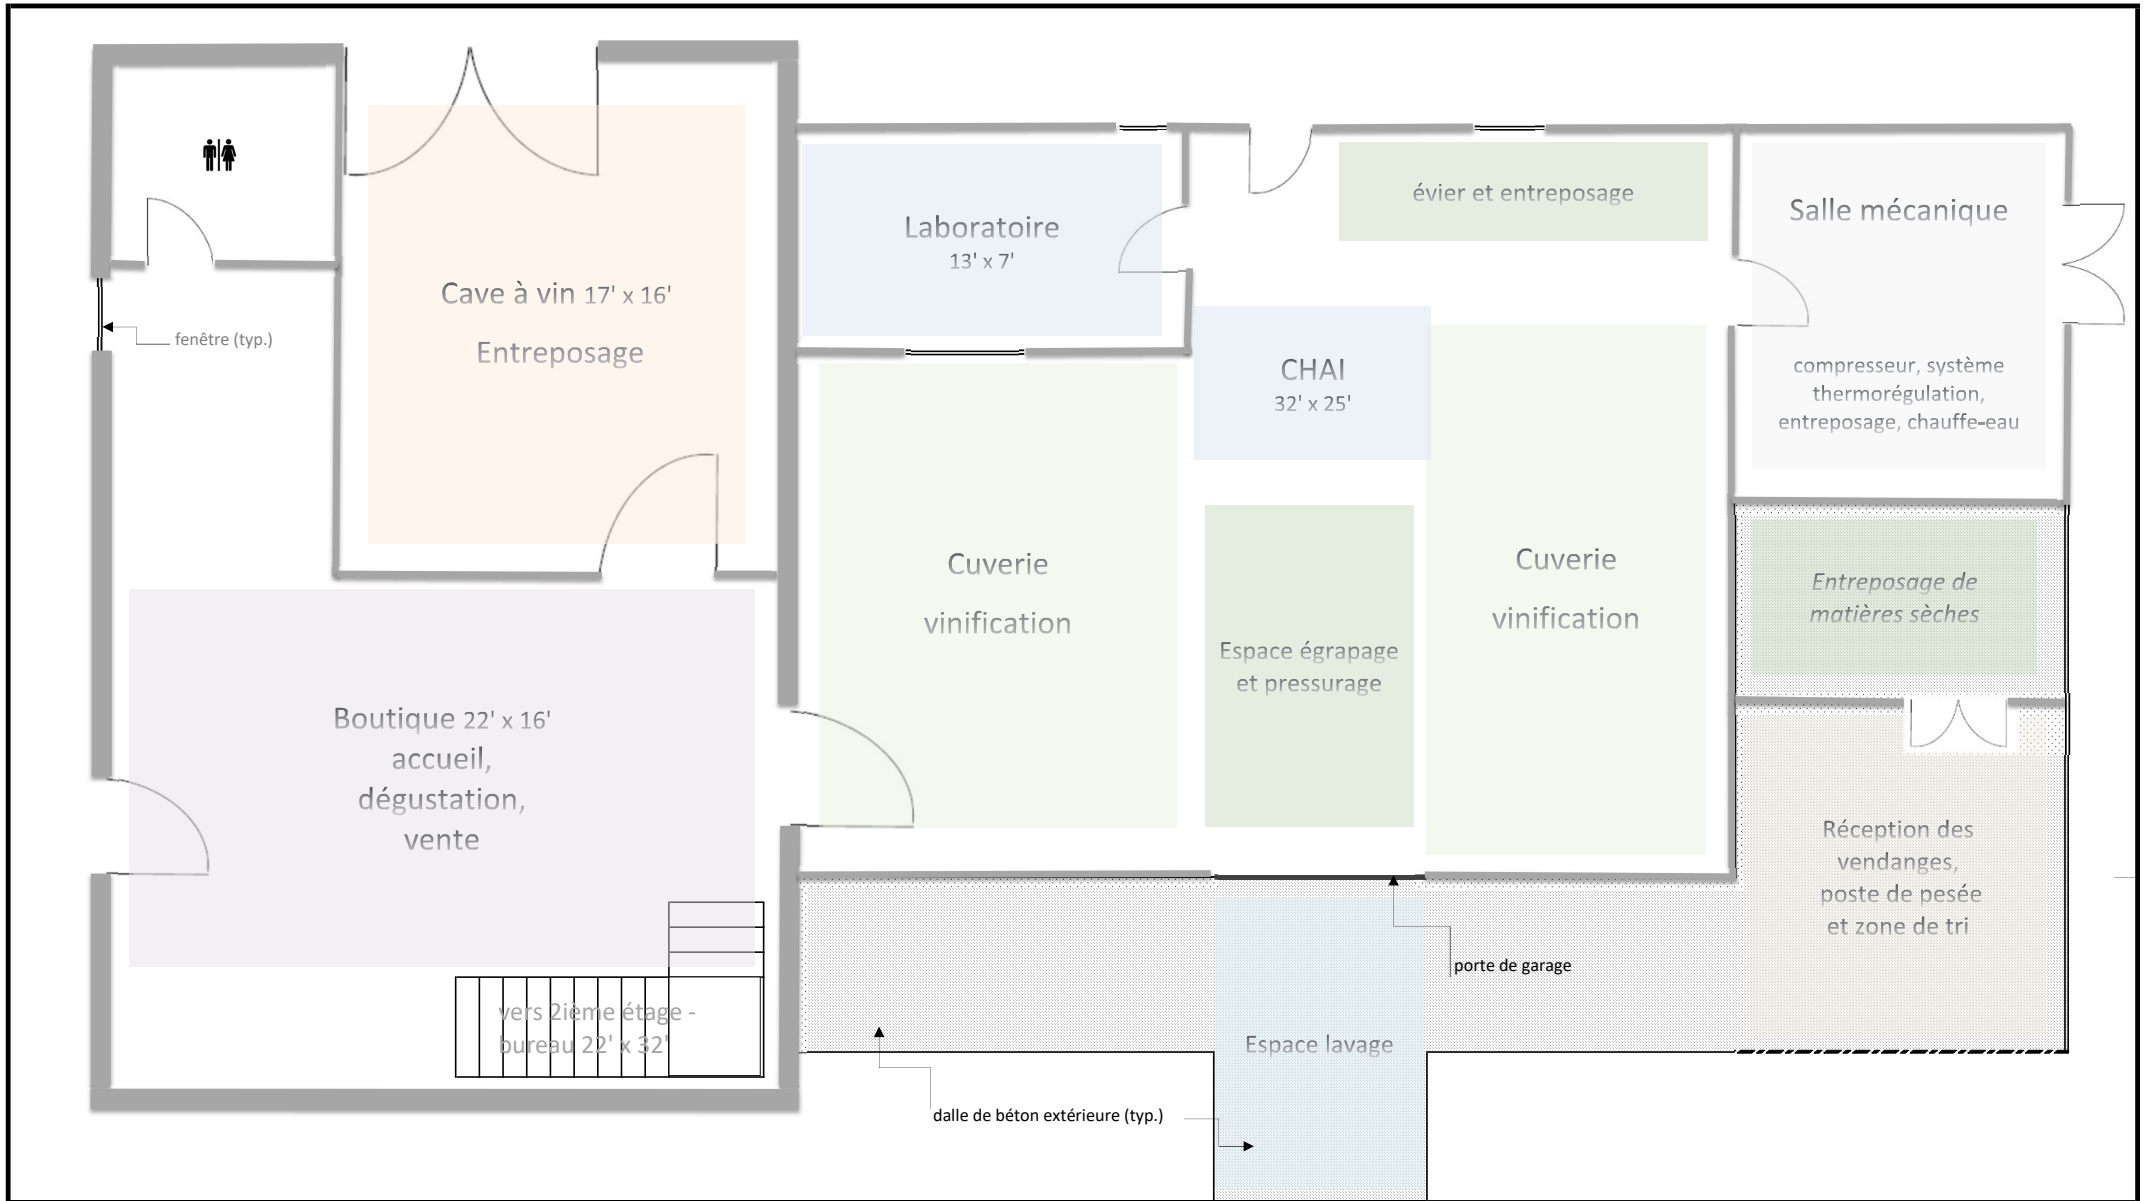 évier et entreposage
Salle mécanique
Laboratoire
13' x 7'
Cave à vin 17' x 16'
Entreposage
fenêtre (typ.)
CHAI
32' x 25'
compresseur, système
thermorégulation,
entreposage, chauffe-eau
Cuverie
vinification
Cuverie
vinification
Entreposage de
matières sèches
Espace égrapage
et pressurage
Boutique 22' x 16'
accueil,
dégustation,
vente
Réception des
vendanges,
poste de pesée
et zone de tri
porte de garage
vers 2ième étage -
bureau 22' x 32'
Espace lavage
dalle de béton extérieure (typ.)